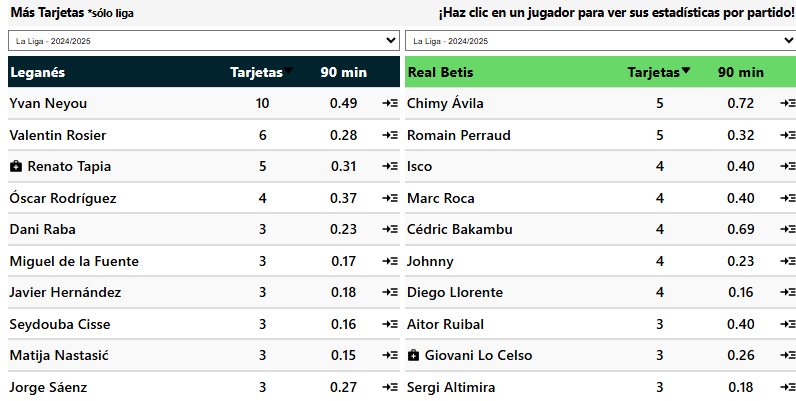 Más Tarjetas *sólo liga ¡Haz clic en un jugador para ver sus estadísticas por partido!
La Liga - 2024/2025 La Liga - 2024/2025
Leganés Tarjetas 90 min Real Betis Tarjetas 90 min
Yvan Neyou 10 0.49 Chimy Ávila 5 0.72
Valentin Rosier 6 0.28 Romain Perraud 5 0.32
Renato Tapia 5 0.31 Isco 4 0.40
Óscar Rodríguez 4 0.37 Marc Roca 4 0.40
Dani Raba 3 0.23 Cédric Bakambu 4 0.69
Miguel de la Fuente 3 0.17 Johnny 4 0.23
Javier Hernández 3 0.18 Diego Llorente 4 0.16
Seydouba Cisse 3 0.16 Aitor Ruibal 3 0.40
Matija Nastasić 3 0.15 Giovani Lo Celso 3 0.26
Jorge Sáenz 3 0.27 Sergi Altimira 3 0.18